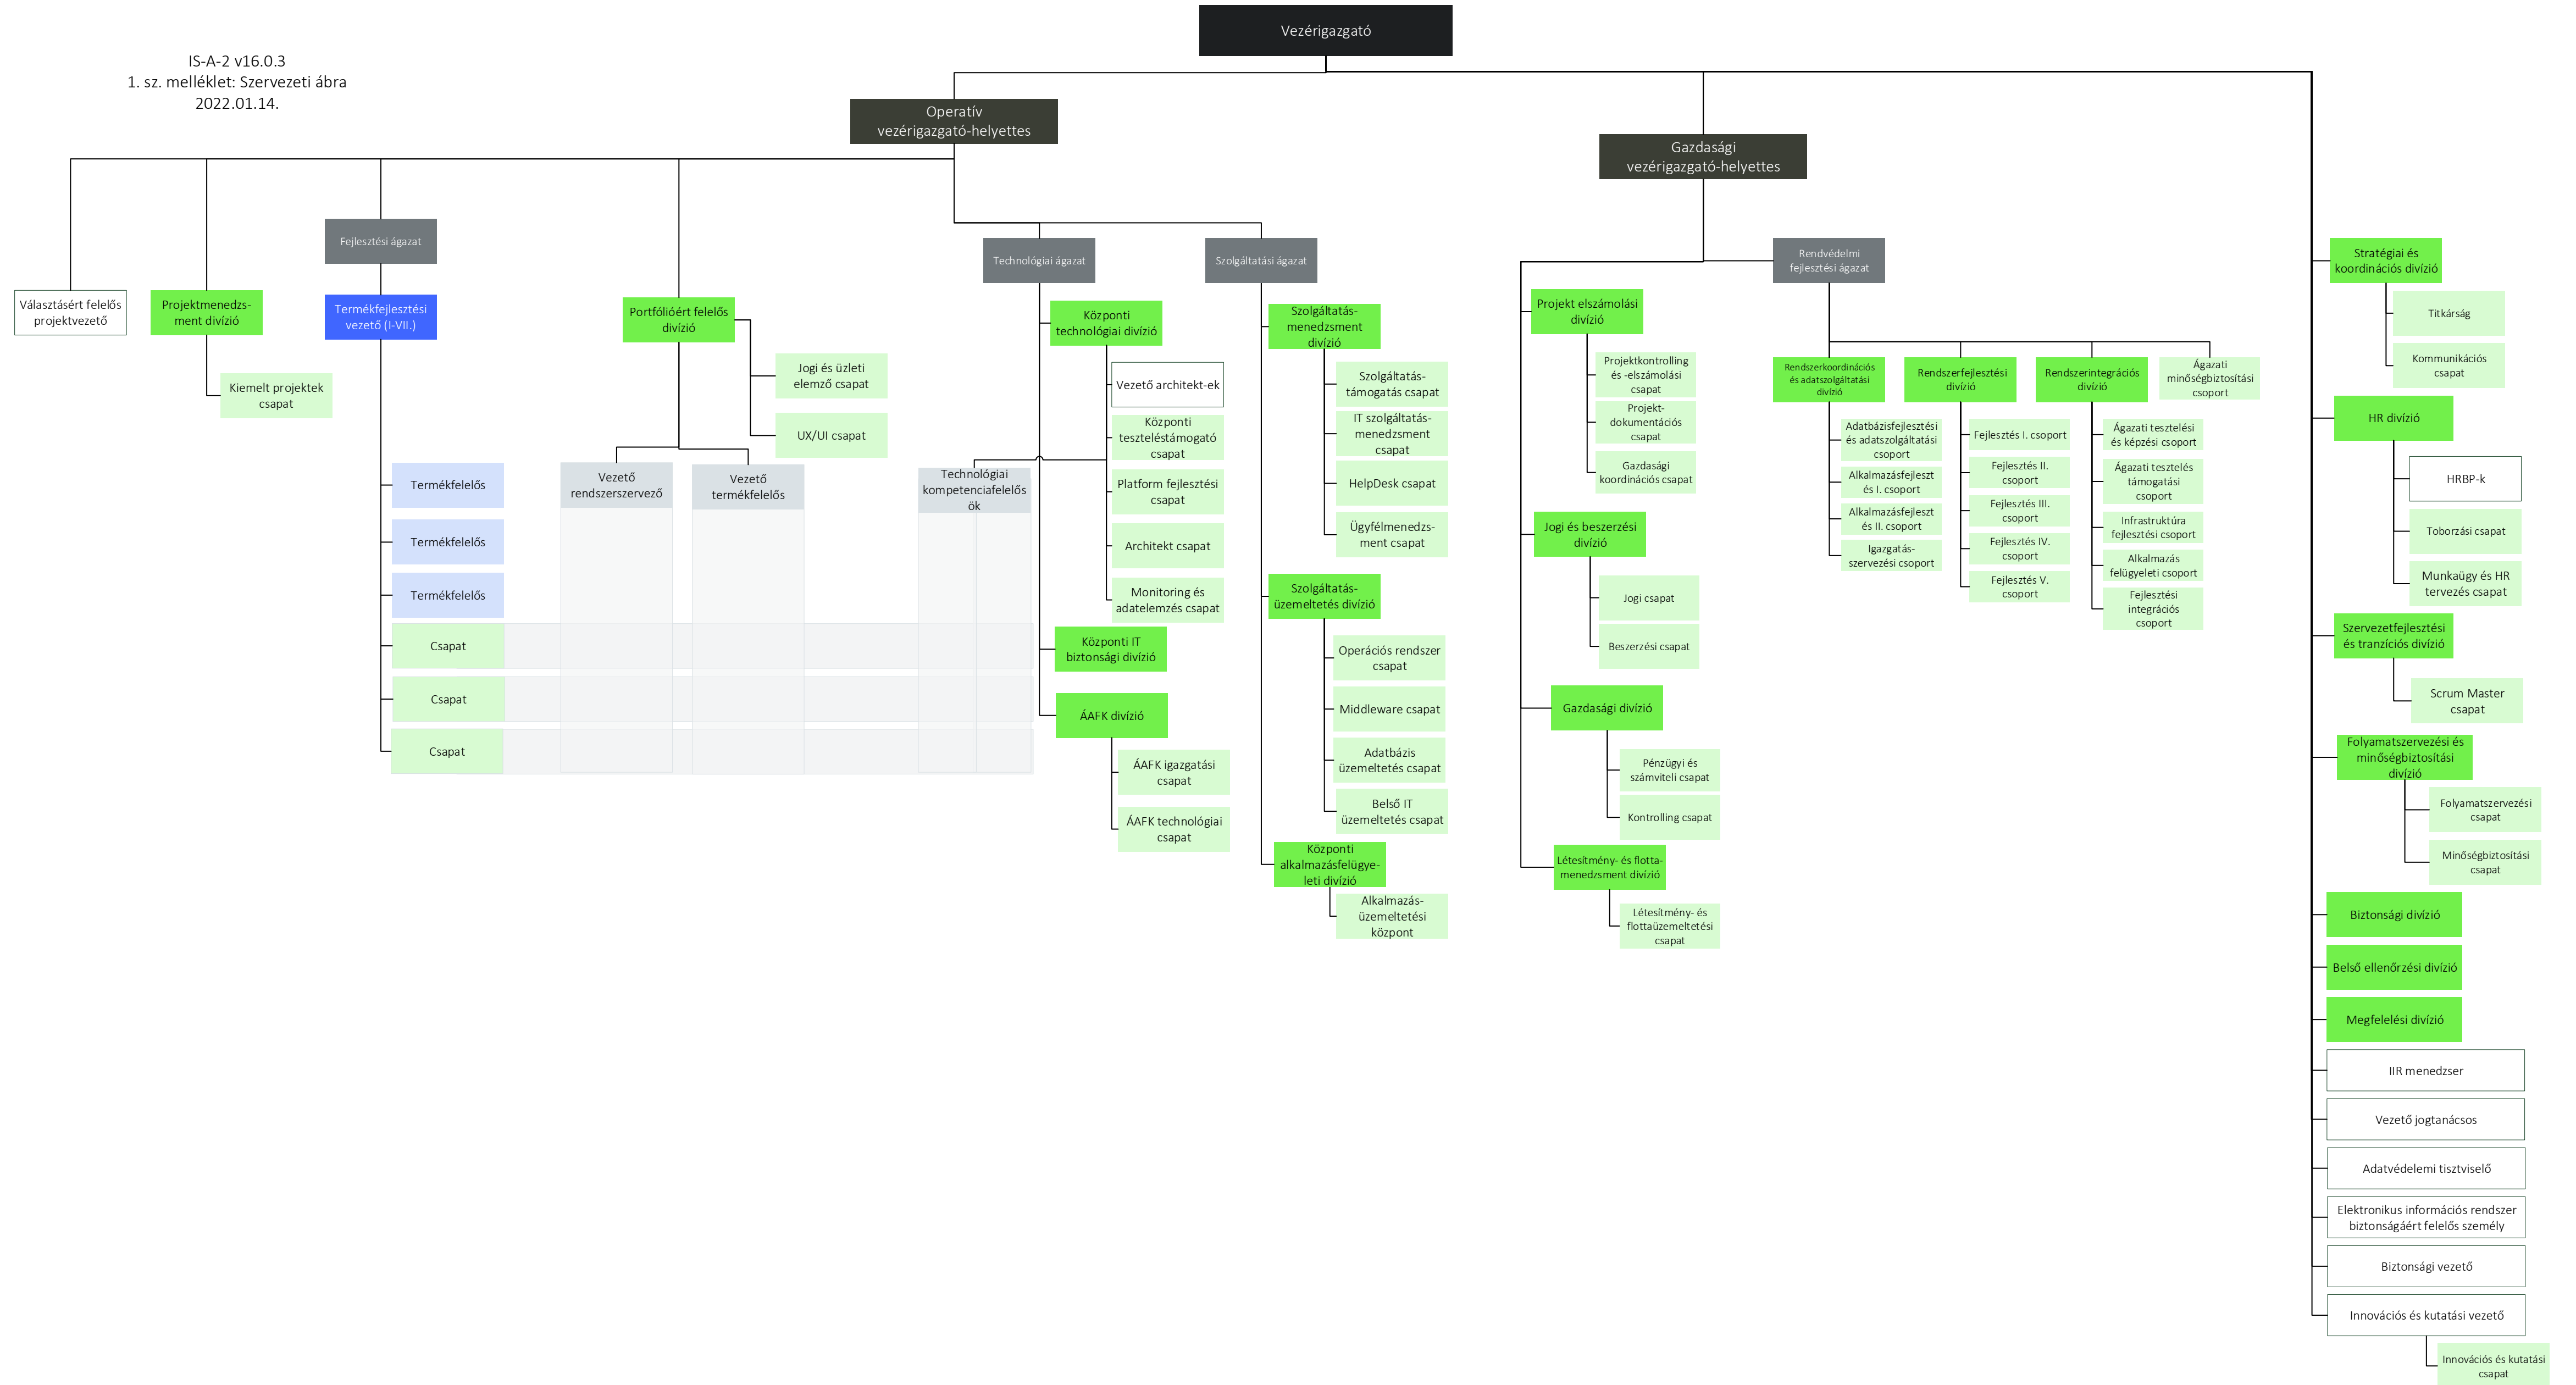 Vezérigazgató
IS-A-2 v16.0.3
1. sz. melléklet: Szervezeti ábra
2022.01.14.
Operatív
vezérigazgató-helyettes
Gazdasági
vezérigazgató-helyettes
Választásért felelős
projektvezető
Projektmenedzs-
ment divízió
Kiemelt projektek
csapat
Fejlesztési ágazat
Termékfejlesztési
vezető (I-VII.)
Termékfelelős
Termékfelelős
Termékfelelős
Csapat
Csapat
Csapat
Portfólióért felelős
divízió
Jogi és üzleti
elemző csapat
UX/UI csapat
Vezető
rendszerszervező
Vezető
termékfelelős
Technológiai
kompetenciafelelős
ök
Technológiai ágazat
Központi
technológiai divízió
Vezető architekt-ek
Központi
teszteléstámogató
csapat
Platform fejlesztési
csapat
Architekt csapat
Monitoring és
adatelemzés csapat
Központi IT
biztonsági divízió
ÁAFK divízió
ÁAFK igazgatási
csapat
ÁAFK technológiai
csapat
Szolgáltatási ágazat
Szolgáltatás-
menedzsment
divízió
Szolgáltatás-
támogatás csapat
IT szolgáltatás-
menedzsment
csapat
HelpDesk csapat
Ügyfélmenedzs-
ment csapat
Szolgáltatás-
üzemeltetés divízió
Operációs rendszer
csapat
Middleware csapat
Adatbázis
üzemeltetés csapat
Belső IT
üzemeltetés csapat
Központi
alkalmazásfelügye-
leti divízió
Alkalmazás-
üzemeltetési
központ
Projekt elszámolási
divízió
Projektkontrolling
és -elszámolási
csapat
Projekt-
dokumentációs
csapat
Gazdasági
koordinációs csapat
Jogi és beszerzési
divízió
Jogi csapat
Beszerzési csapat
Gazdasági divízió
Pénzügyi és
számviteli csapat
Kontrolling csapat
Létesítmény- és flotta-
menedzsment divízió
Létesítmény- és
flottaüzemeltetési
csapat
Rendvédelmi
fejlesztési ágazat
Rendszerkoordinációs
és adatszolgáltatási
divízió
Adatbázisfejlesztési
és adatszolgáltatási
csoport
Alkalmazásfejleszt
és I. csoport
Alkalmazásfejleszt
és II. csoport
Igazgatás-
szervezési csoport
Rendszerfejlesztési
divízió
Fejlesztés I. csoport
Fejlesztés II.
csoport
Fejlesztés III.
csoport
Fejlesztés IV.
csoport
Fejlesztés V.
csoport
Rendszerintegrációs
divízió
Ágazati tesztelési
és képzési csoport
Ágazati tesztelés
támogatási
csoport
Infrastruktúra
fejlesztési csoport
Alkalmazás
felügyeleti csoport
Fejlesztési
integrációs
csoport
Ágazati
minőségbiztosítási
csoport
Stratégiai és
koordinációs divízió
Titkárság
Kommunikációs
csapat
HR divízió
HRBP-k
Toborzási csapat
Munkaügy és HR
tervezés csapat
Szervezetfejlesztési
és tranzíciós divízió
Scrum Master
csapat
Folyamatszervezési és
minőségbiztosítási
divízió
Folyamatszervezési
csapat
Minőségbiztosítási
csapat
Biztonsági divízió
Belső ellenőrzési divízió
Megfelelési divízió
IIR menedzser
Vezető jogtanácsos
Adatvédelemi tisztviselő
Elektronikus információs rendszer
biztonságáért felelős személy
Biztonsági vezető
Innovációs és kutatási vezető
Innovációs és kutatási
csapat